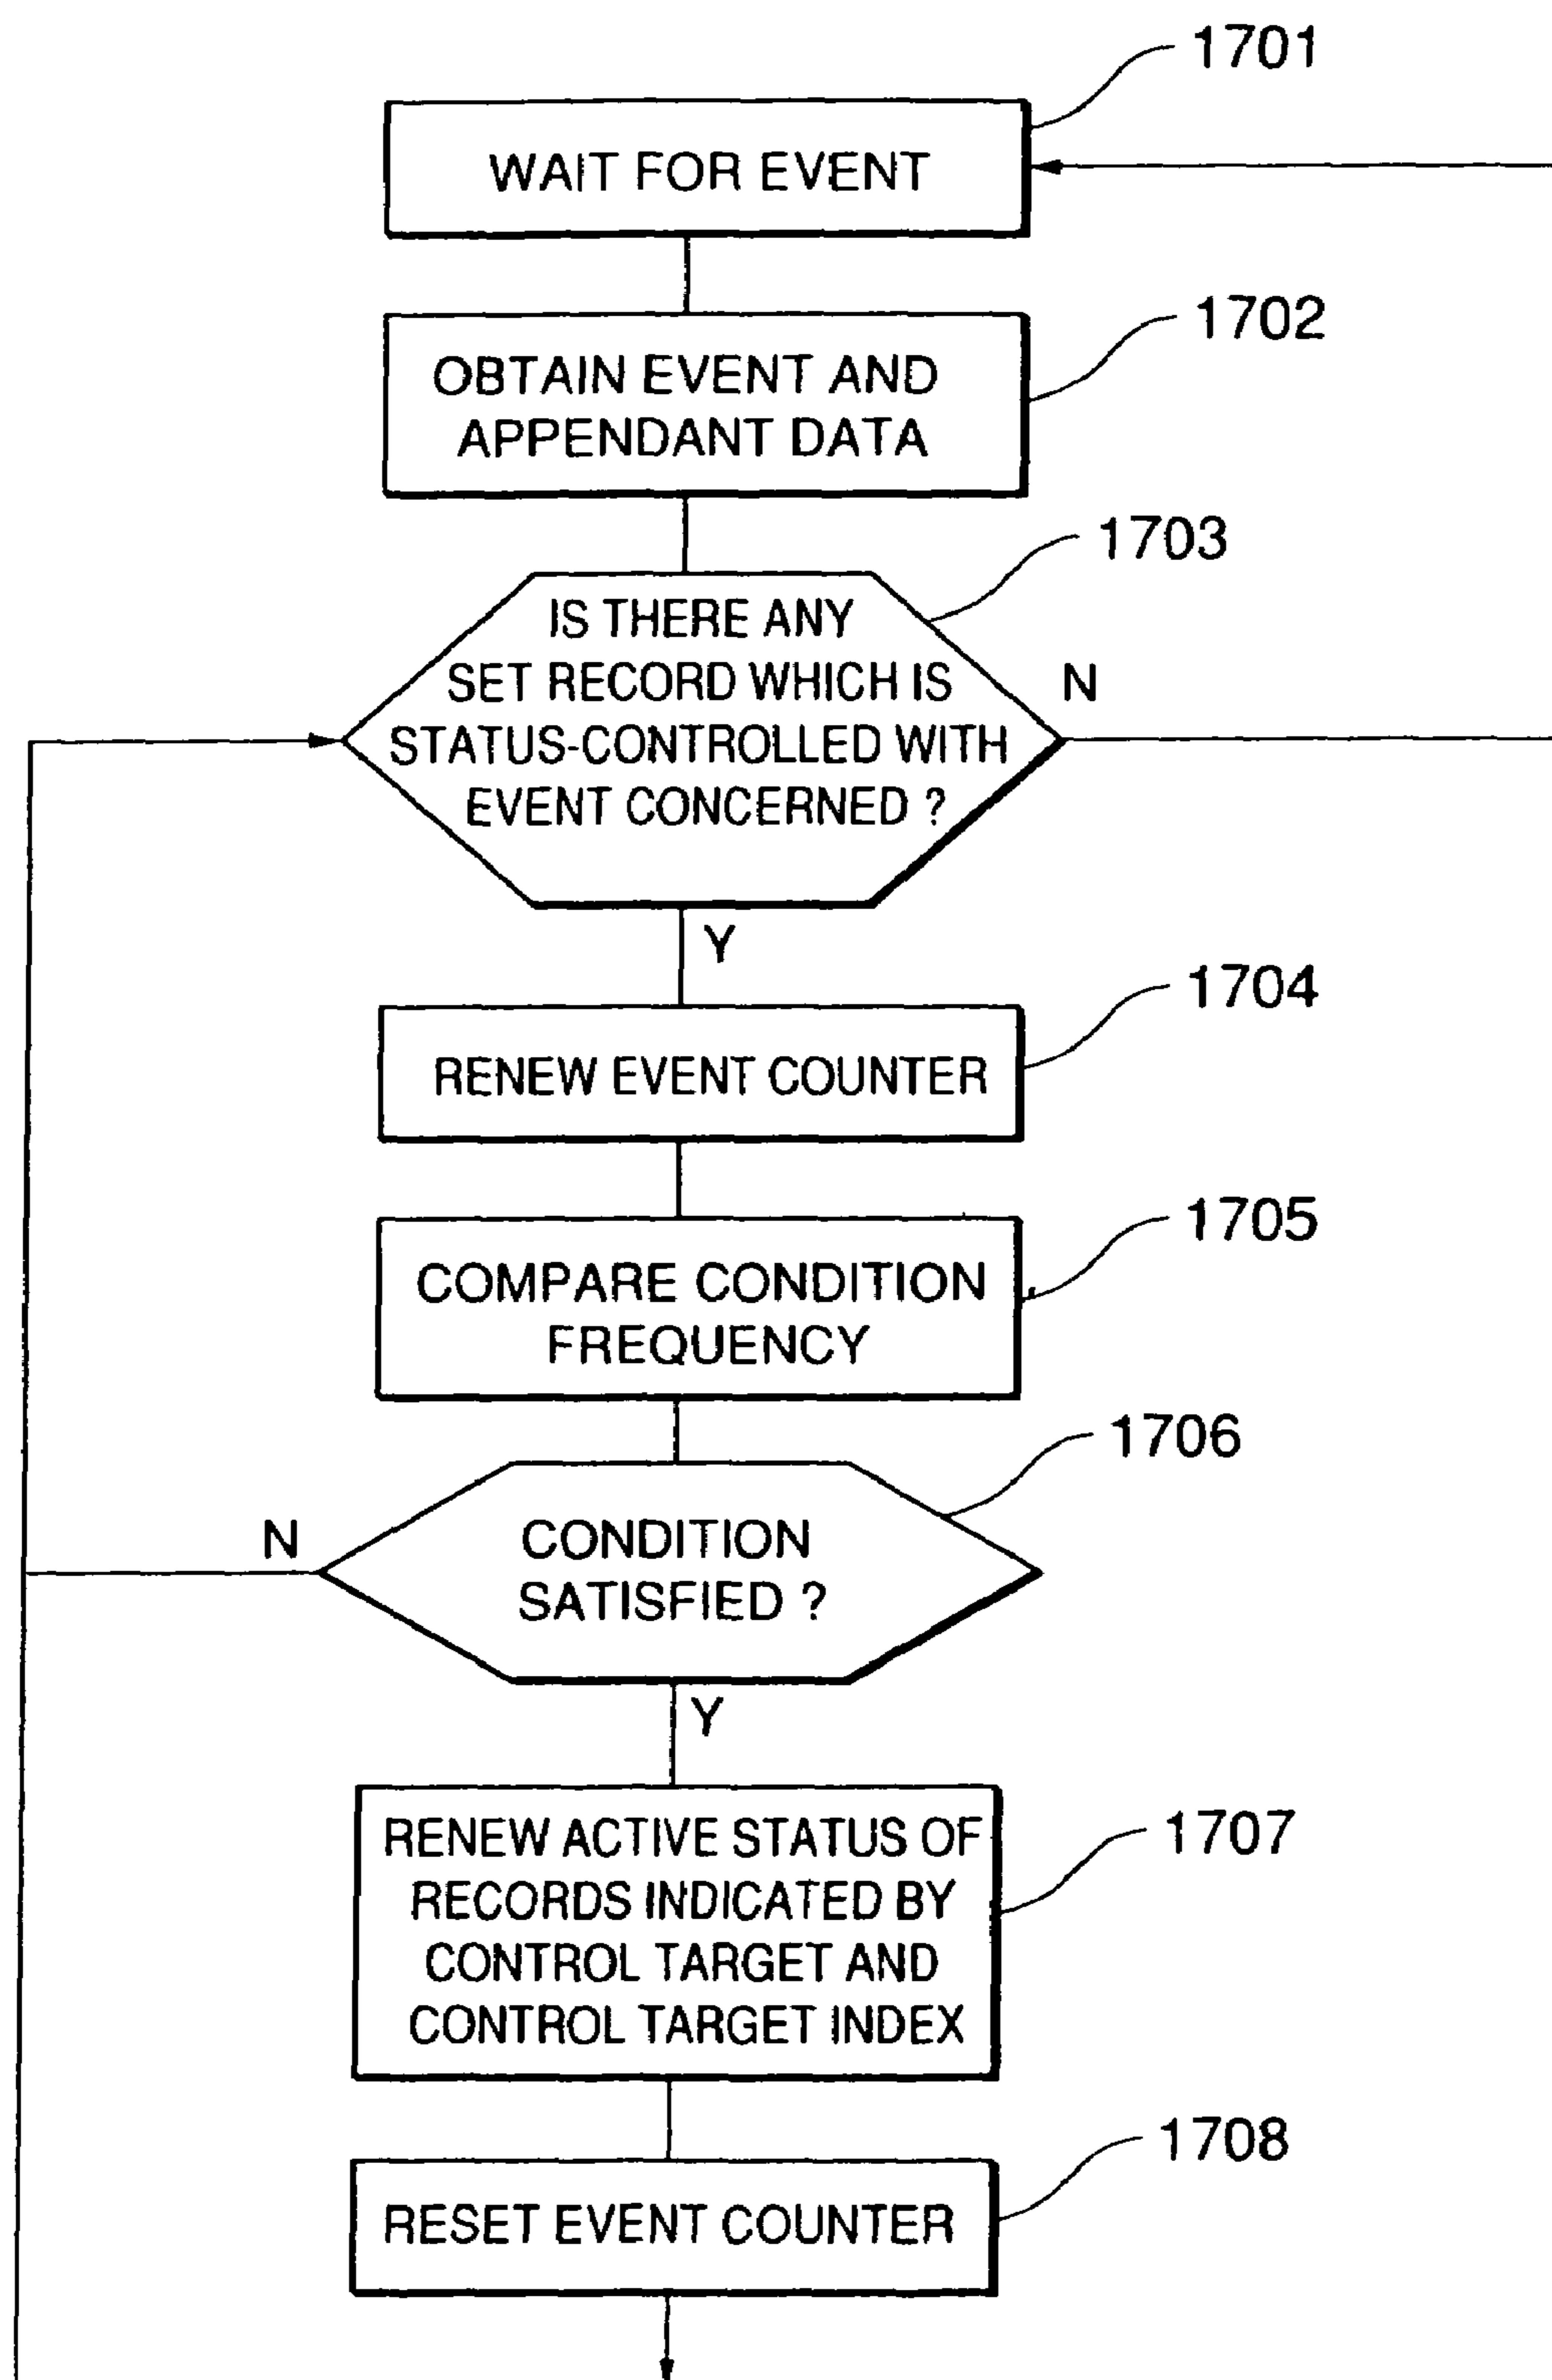 1701
WAIT FOR EVENT
1702
OBTAIN EVENT AND
APPENDANT DATA
1703
IS THERE ANY
SET RECORD WHICH IS
STATUS-CONTROLLED WITH
EVENT CONCERNED ?
N
Y
1704
RENEW EVENT COUNTER
1705
COMPARE CONDITION
FREQUENCY
1706
CONDITION
SATISFIED ?
N
Y
1707
RENEW ACTIVE STATUS OF
RECORDS INDICATED BY
CONTROL TARGET AND
CONTROL TARGET INDEX
1708
RESET EVENT COUNTER